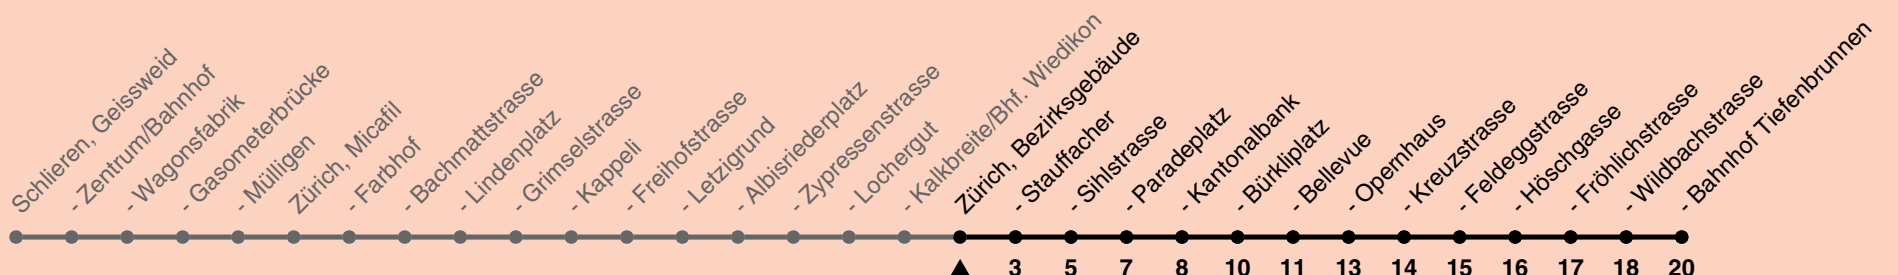 Schlieren, Geissweid
- Zentrum/Bahnhof
- Wagonsfabrik
- Gasometerbrücke
- Mülligen
Zürich, Micafil
- Farbhof
- Bachmattstrasse
- Lindenplatz
- Grimselstrasse
- Kappeli
- Freihofstrasse
- Letzigrund
- Albisriederplatz
- Zypressenstrasse
- Lochergut
- Kalkbreite/Bhf. Wiedikon
Zürich, Bezirksgebäude
- Stauffacher
- Sihlstrasse
- Paradeplatz
- Kantonalbank
- Bürkliplatz
- Bellevue
- Opernhaus
- Kreuzstrasse
- Feldeggstrasse
- Höschgasse
- Fröhlichstrasse
- Wildbachstrasse
- Bahnhof Tiefenbrunnen
3 5 7 8 10 11 13 14 15 16 17 18 20